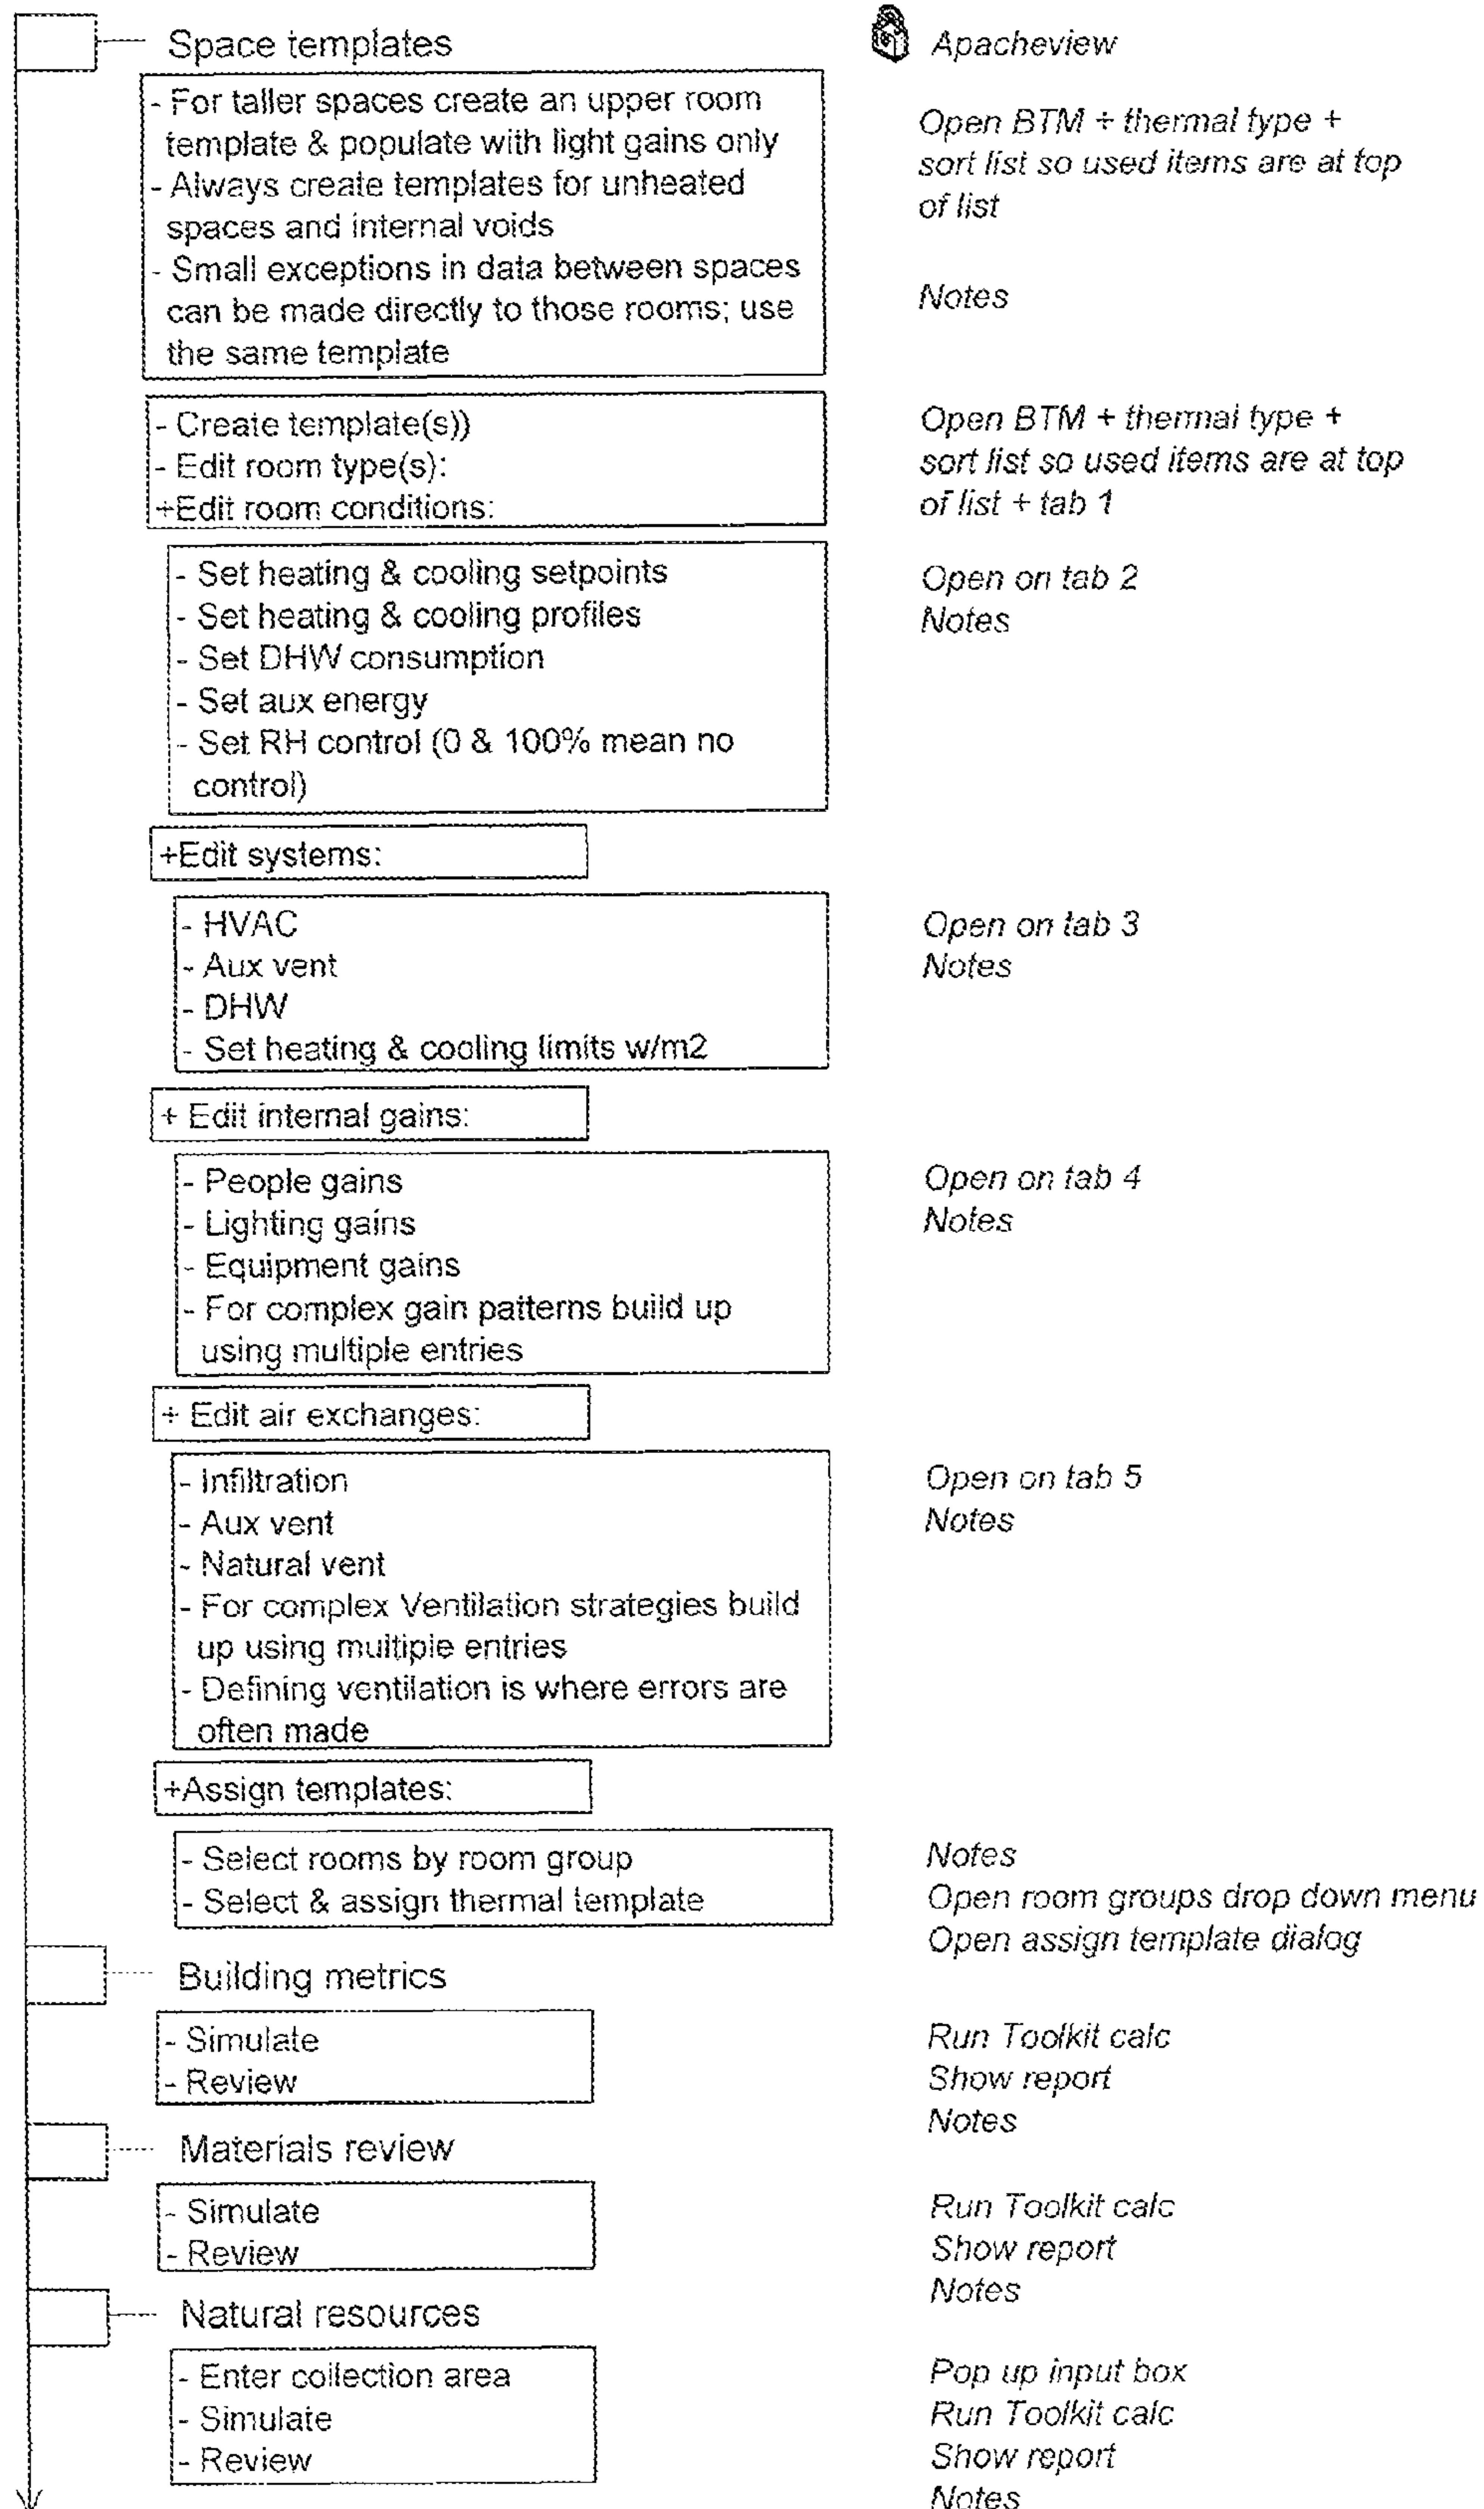 Space templates
Apacheview
- For taller spaces create an upper room
template & populate with light gains only
- Always create templates for unheated
spaces and internal voids
- Small exceptions in data between spaces
can be made directly to those rooms; use
the same template
Open BTM + thermal type +
sort list so used items are at top
of list
Notes
- Create template(s))
- Edit room type(s):
+Edit room conditions:
Open BTM + thermal type +
sort list so used items are at top
of list + tab 1
- Set heating & cooling setpoints
- Set heating & cooling profiles
- Set DHW consumption
- Set aux energy
- Set RH control (0 & 100% mean no
control)
Open on tab 2
Notes
+Edit systems:
- HVAC
- Aux vent
- DHW
- Set heating & cooling limits w/m2
Open on tab 3
Notes
+ Edit internal gains:
- People gains
- Lighting gains
- Equipment gains
- For complex gain patterns build up
using multiple entries
Open on tab 4
Notes
+ Edit air exchanges:
- Infiltration
- Aux vent
- Natural vent
- For complex Ventilation strategies build
up using multiple entries
- Defining ventilation is where errors are
often made
Open on tab 5
Notes
+Assign templates:
- Select rooms by room group
- Select & assign thermal template
Notes
Open room groups drop down menu
Open assign template dialog
Building metrics
- Simulate
- Review
Run Toolkit calc
Show report
Notes
Materials review
- Simulate
- Review
Run Toolkit calc
Show report
Notes
Natural resources
- Enter collection area
- Simulate
- Review
Pop up input box
Run Toolkit calc
Show report
Notes